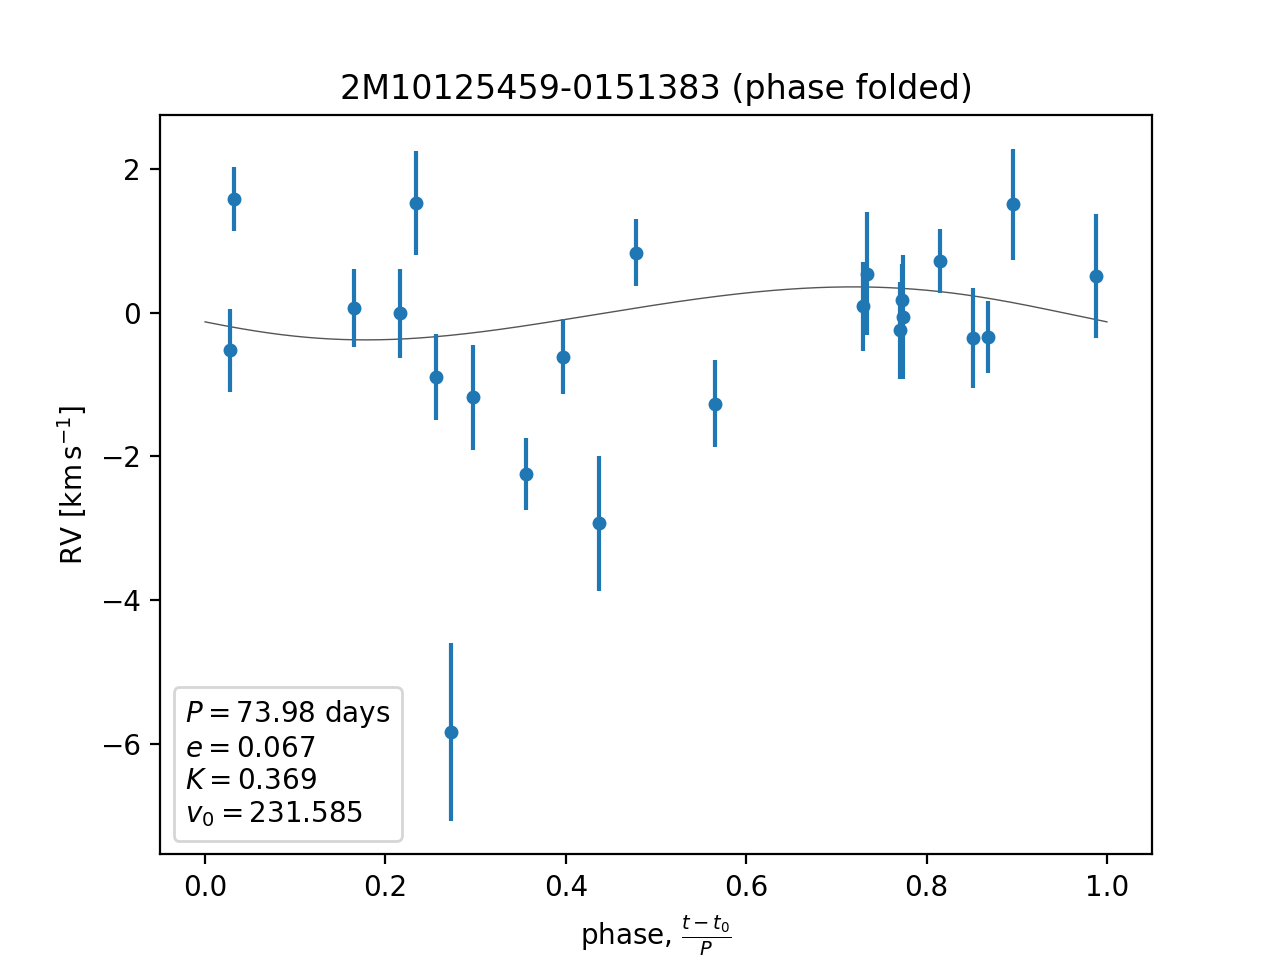 2M10125459-0151383 (phase folded)
2
0
−2
−4
−6
RV [km s⁻¹]
P = 73.98 days
e = 0.067
K = 0.369
v₀ = 231.585
0.0 0.2 0.4 0.6 0.8 1.0
phase, (t − t₀)/P